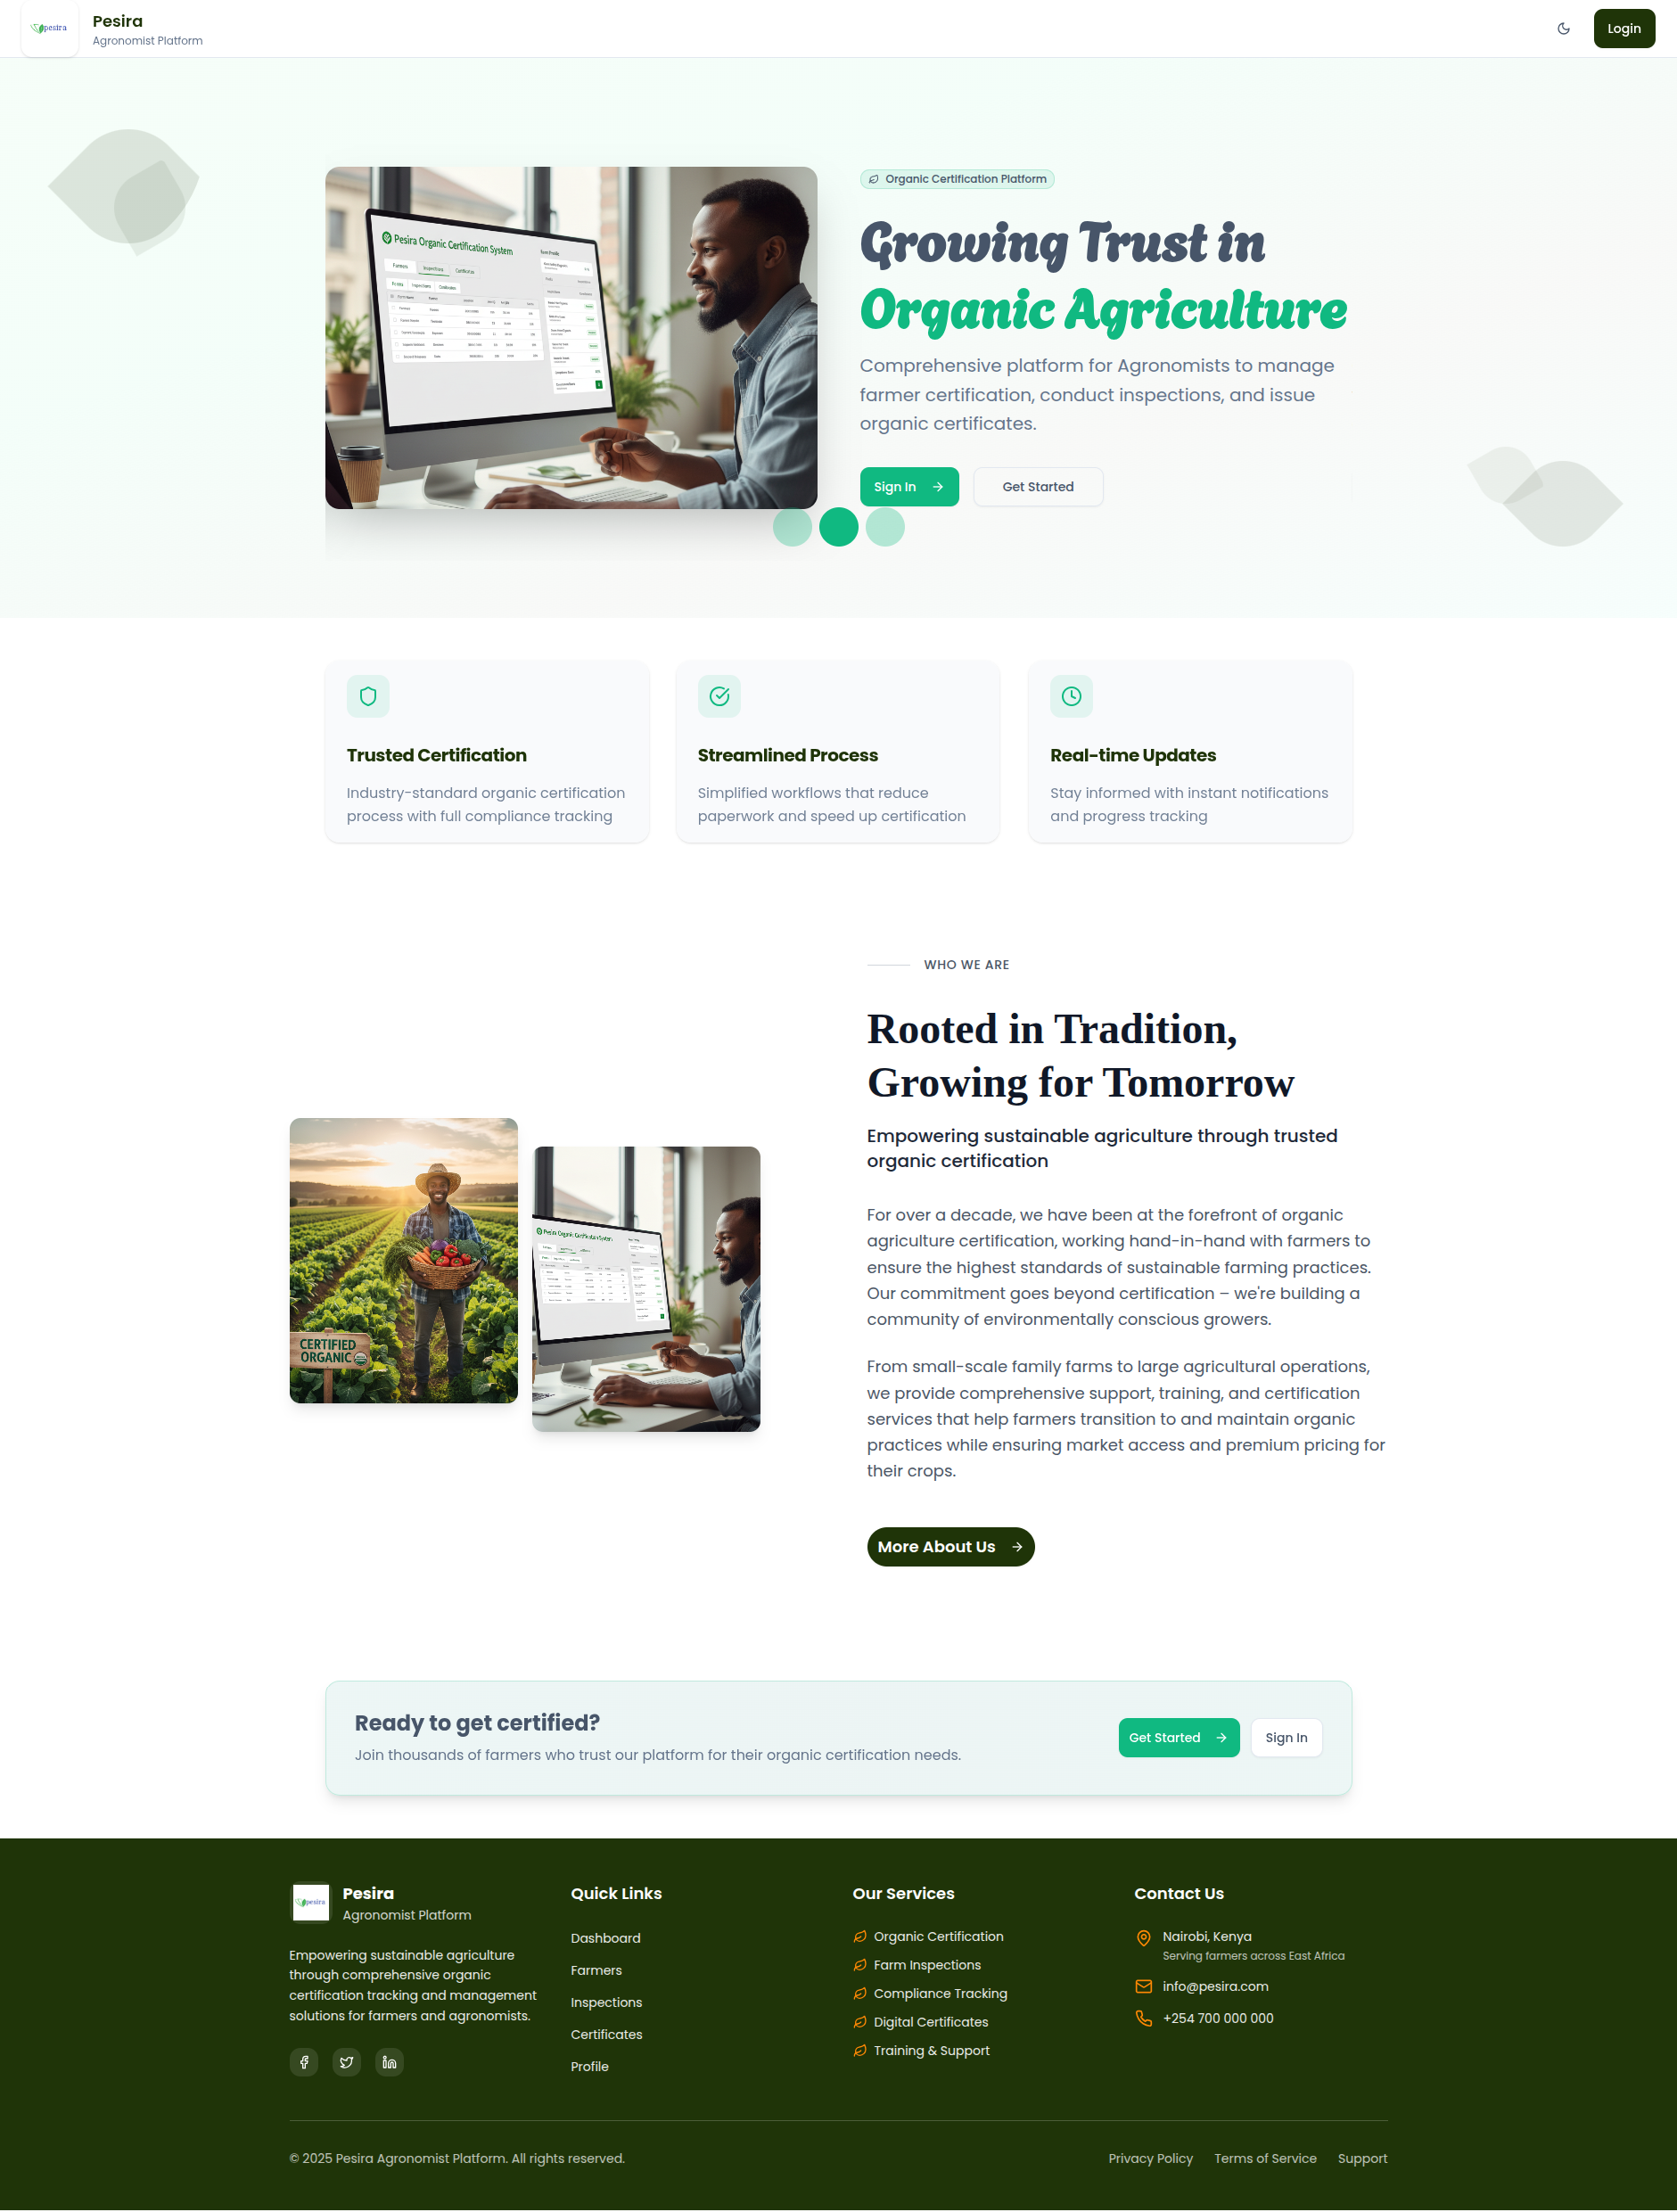 pesira
Pesira
Agronomist Platform
Login
Pesira Organic Certification System
Farmers
Inspections
Certificates
Organic Certification Platform
Growing Trust in
Organic Agriculture
Comprehensive platform for Agronomists to manage
farmer certification, conduct inspections, and issue
organic certificates.
Sign In
Get Started
Trusted Certification
Industry-standard organic certification
process with full compliance tracking
Streamlined Process
Simplified workflows that reduce
paperwork and speed up certification
Real-time Updates
Stay informed with instant notifications
and progress tracking
WHO WE ARE
Rooted in Tradition,
Growing for Tomorrow
Empowering sustainable agriculture through trusted
organic certification
For over a decade, we have been at the forefront of organic
agriculture certification, working hand-in-hand with farmers to
ensure the highest standards of sustainable farming practices.
Our commitment goes beyond certification – we're building a
community of environmentally conscious growers.
From small-scale family farms to large agricultural operations,
we provide comprehensive support, training, and certification
services that help farmers transition to and maintain organic
practices while ensuring market access and premium pricing for
their crops.
More About Us
CERTIFIED
ORGANIC
Pesira Organic Certification System
Ready to get certified?
Join thousands of farmers who trust our platform for their organic certification needs.
Get Started
Sign In
pesira
Pesira
Agronomist Platform
Empowering sustainable agriculture
through comprehensive organic
certification tracking and management
solutions for farmers and agronomists.
Quick Links
Dashboard
Farmers
Inspections
Certificates
Profile
Our Services
Organic Certification
Farm Inspections
Compliance Tracking
Digital Certificates
Training & Support
Contact Us
Nairobi, Kenya
Serving farmers across East Africa
info@pesira.com
+254 700 000 000
© 2025 Pesira Agronomist Platform. All rights reserved.
Privacy Policy
Terms of Service
Support